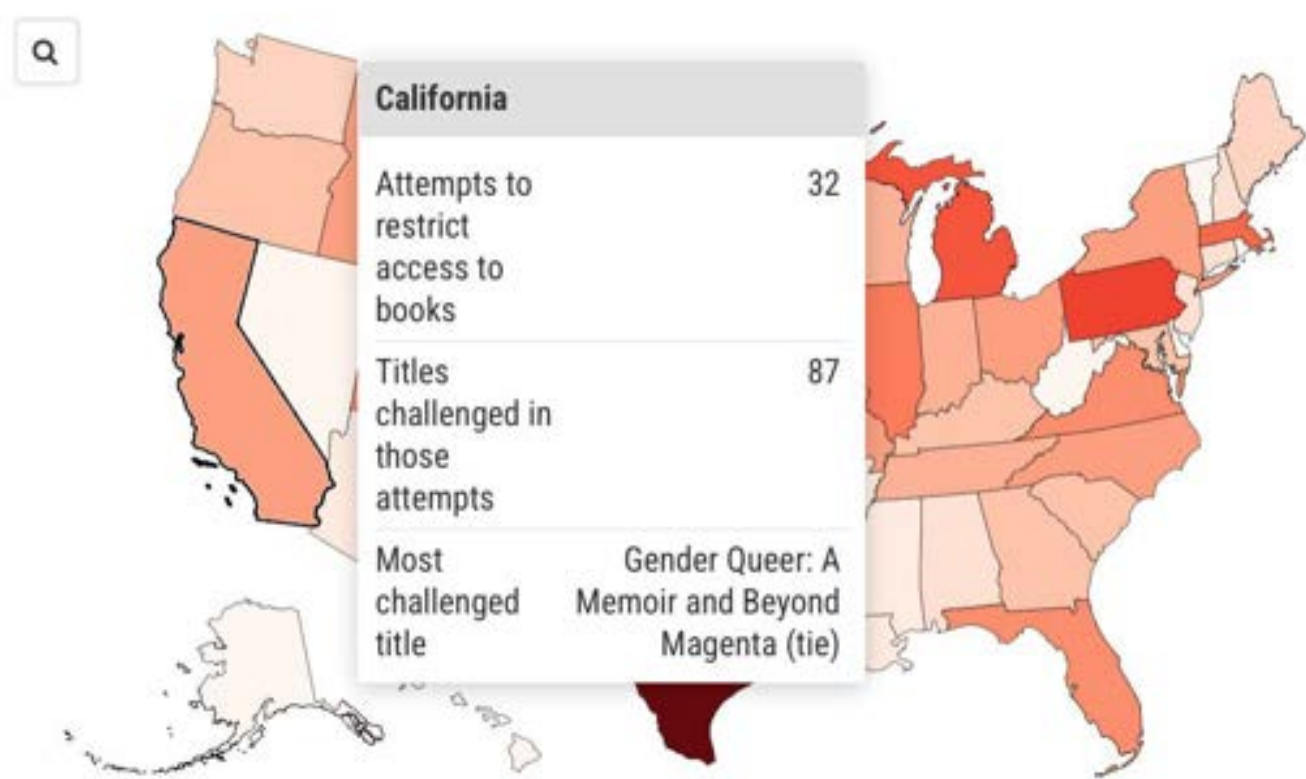 California
Attempts to
restrict
access to
books
32
Titles
challenged in
those
attempts
87
Most
challenged
title
Gender Queer: A
Memoir and Beyond
Magenta (tie)